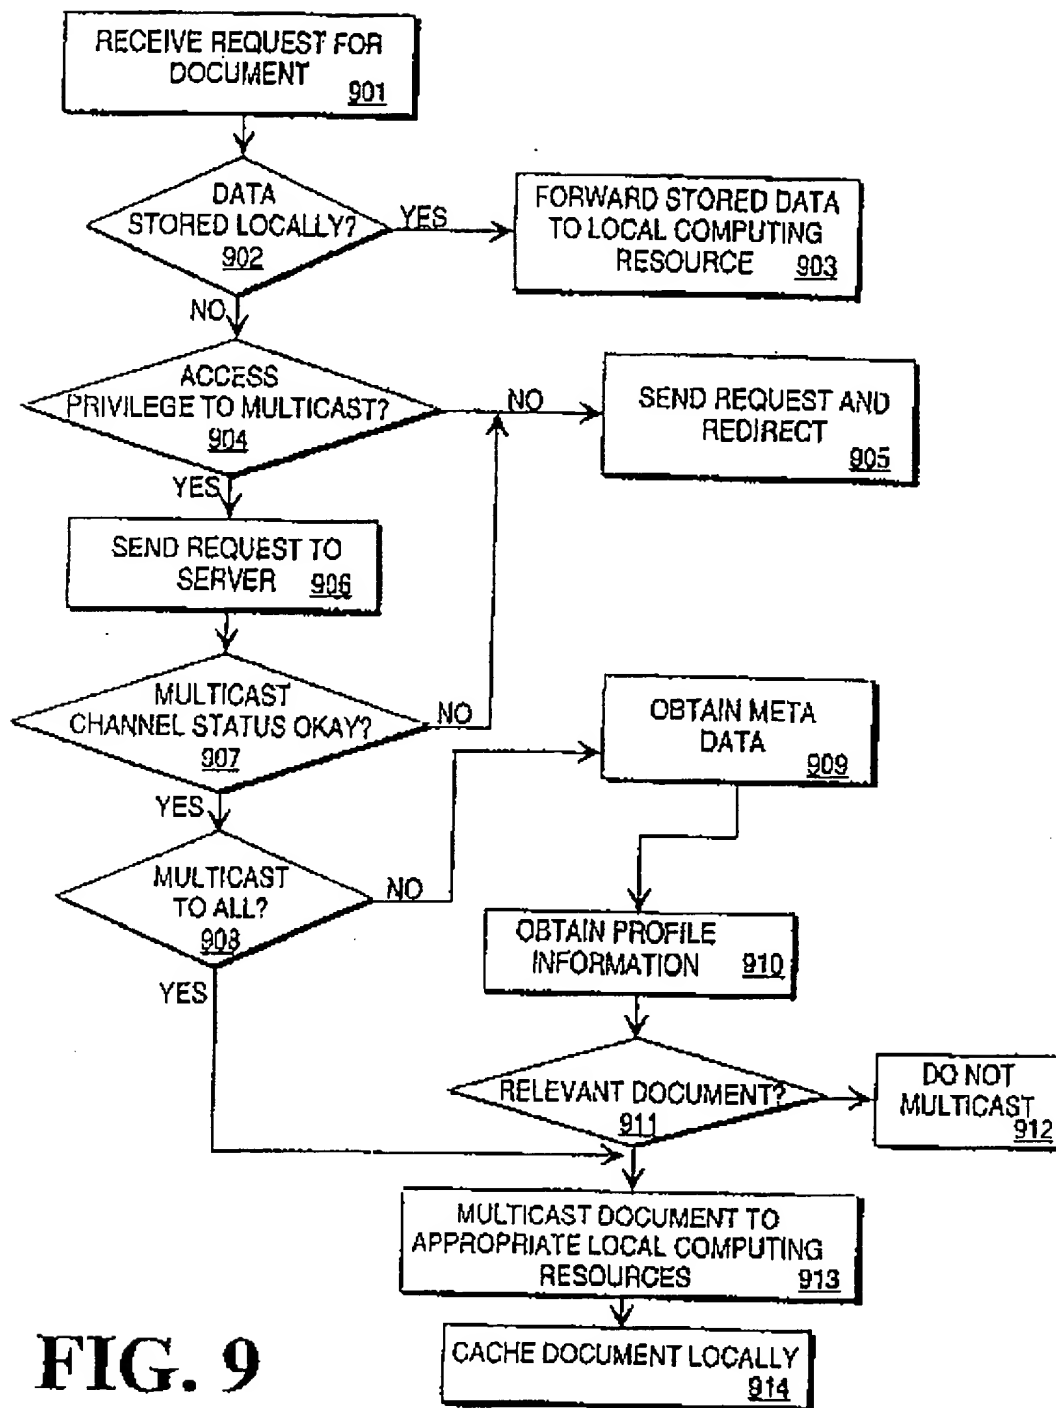 RECEIVE REQUEST FOR
DOCUMENT 901
DATA
STORED LOCALLY?
902
YES
FORWARD STORED DATA
TO LOCAL COMPUTING
RESOURCE 903
NO
ACCESS
PRIVILEGE TO MULTICAST?
904
NO
SEND REQUEST AND
REDIRECT
905
YES
SEND REQUEST TO
SERVER 906
MULTICAST
CHANNEL STATUS OKAY?
907
NO
OBTAIN META
DATA
909
YES
MULTICAST
TO ALL?
908
NO
OBTAIN PROFILE
INFORMATION 910
YES
RELEVANT DOCUMENT?
911
DO NOT
MULTICAST
912
MULTICAST DOCUMENT TO
APPROPRIATE LOCAL COMPUTING
RESOURCES 913
CACHE DOCUMENT LOCALLY
914
FIG. 9